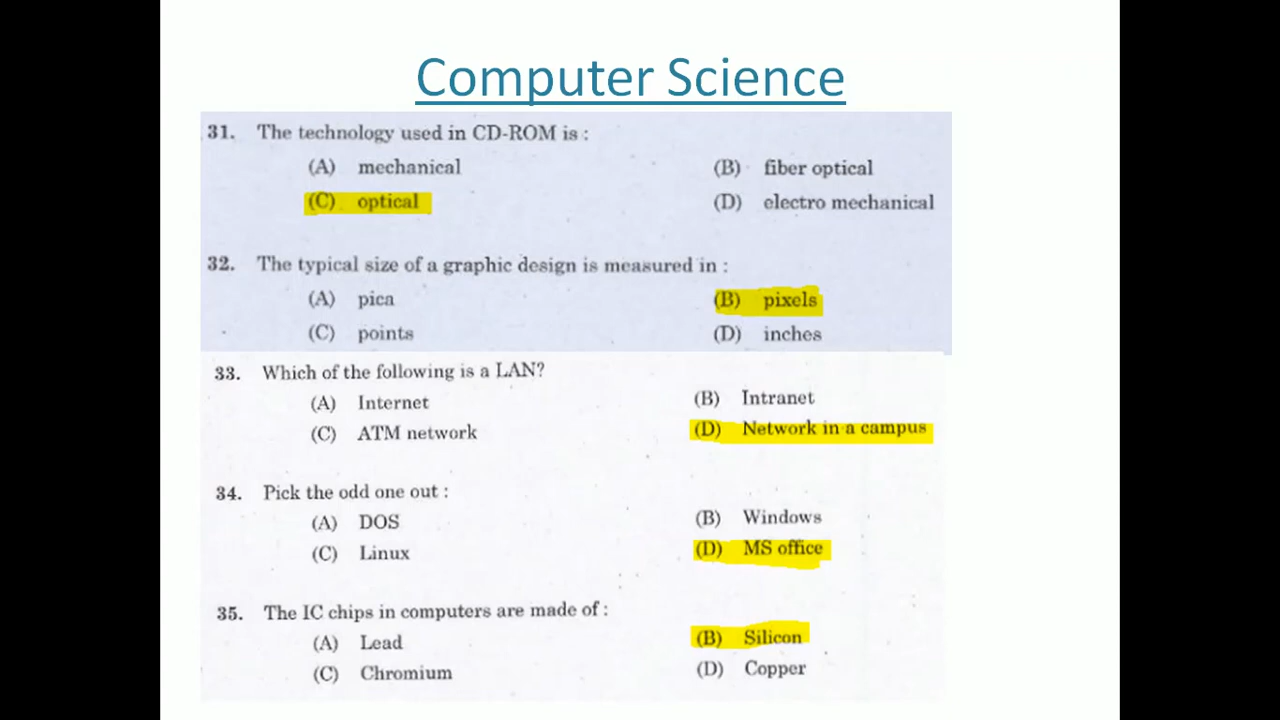 Computer Science
31. The technology used in CD-ROM is :
(A) mechanical (B) fiber optical
(C) optical (D) electro mechanical
32. The typical size of a graphic design is measured in :
(A) pica (B) pixels
(C) points (D) inches
33. Which of the following is a LAN?
(A) Internet (B) Intranet
(C) ATM network (D) Network in a campus
34. Pick the odd one out :
(A) DOS (B) Windows
(C) Linux (D) MS office
35. The IC chips in computers are made of :
(A) Lead (B) Silicon
(C) Chromium (D) Copper